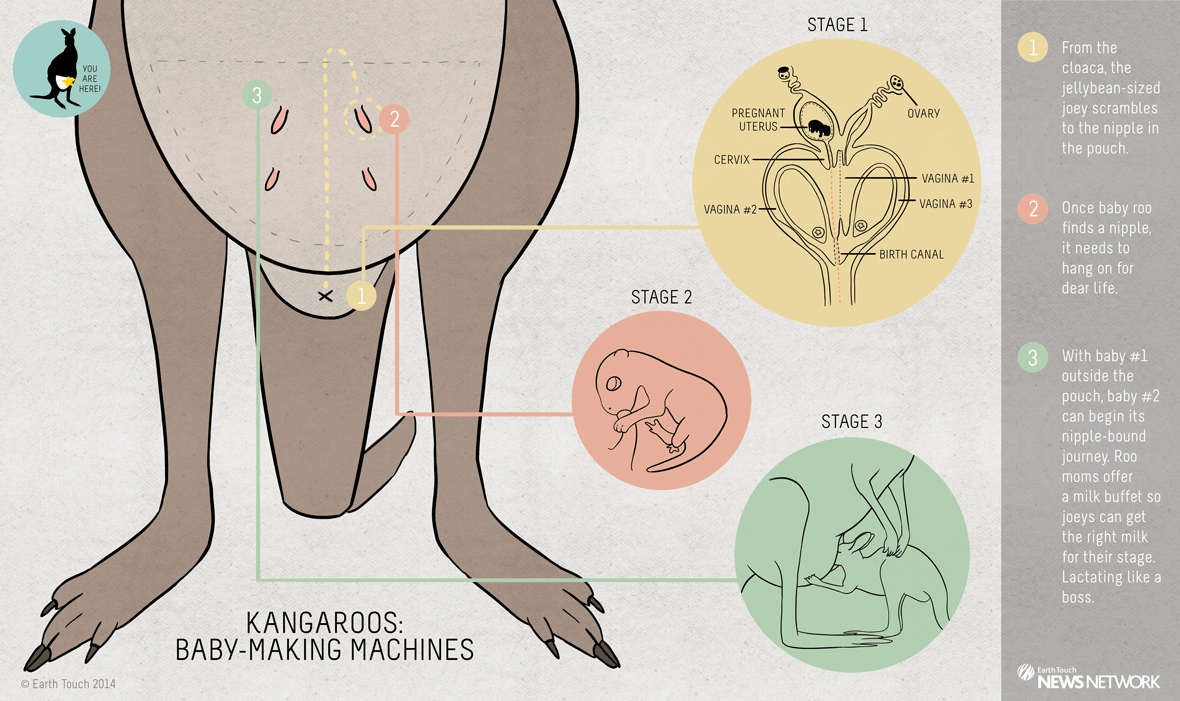 YOU
ARE
HERE!
3
2
1
KANGAROOS:
BABY-MAKING MACHINES
© Earth Touch 2014
STAGE 1
PREGNANT
UTERUS
OVARY
CERVIX
VAGINA #1
VAGINA #2
VAGINA #3
BIRTH CANAL
STAGE 2
STAGE 3
1
From the
cloaca, the
jellybean-sized
joey scrambles
to the nipple in
the pouch.
2
Once baby roo
finds a nipple,
it needs to
hang on for
dear life.
3
With baby #1
outside the
pouch, baby #2
can begin its
nipple-bound
journey. Roo
moms offer
a milk buffet so
joeys can get
the right milk
for their stage.
Lactating like a
boss.
Earth Touch
NEWS NETWORK